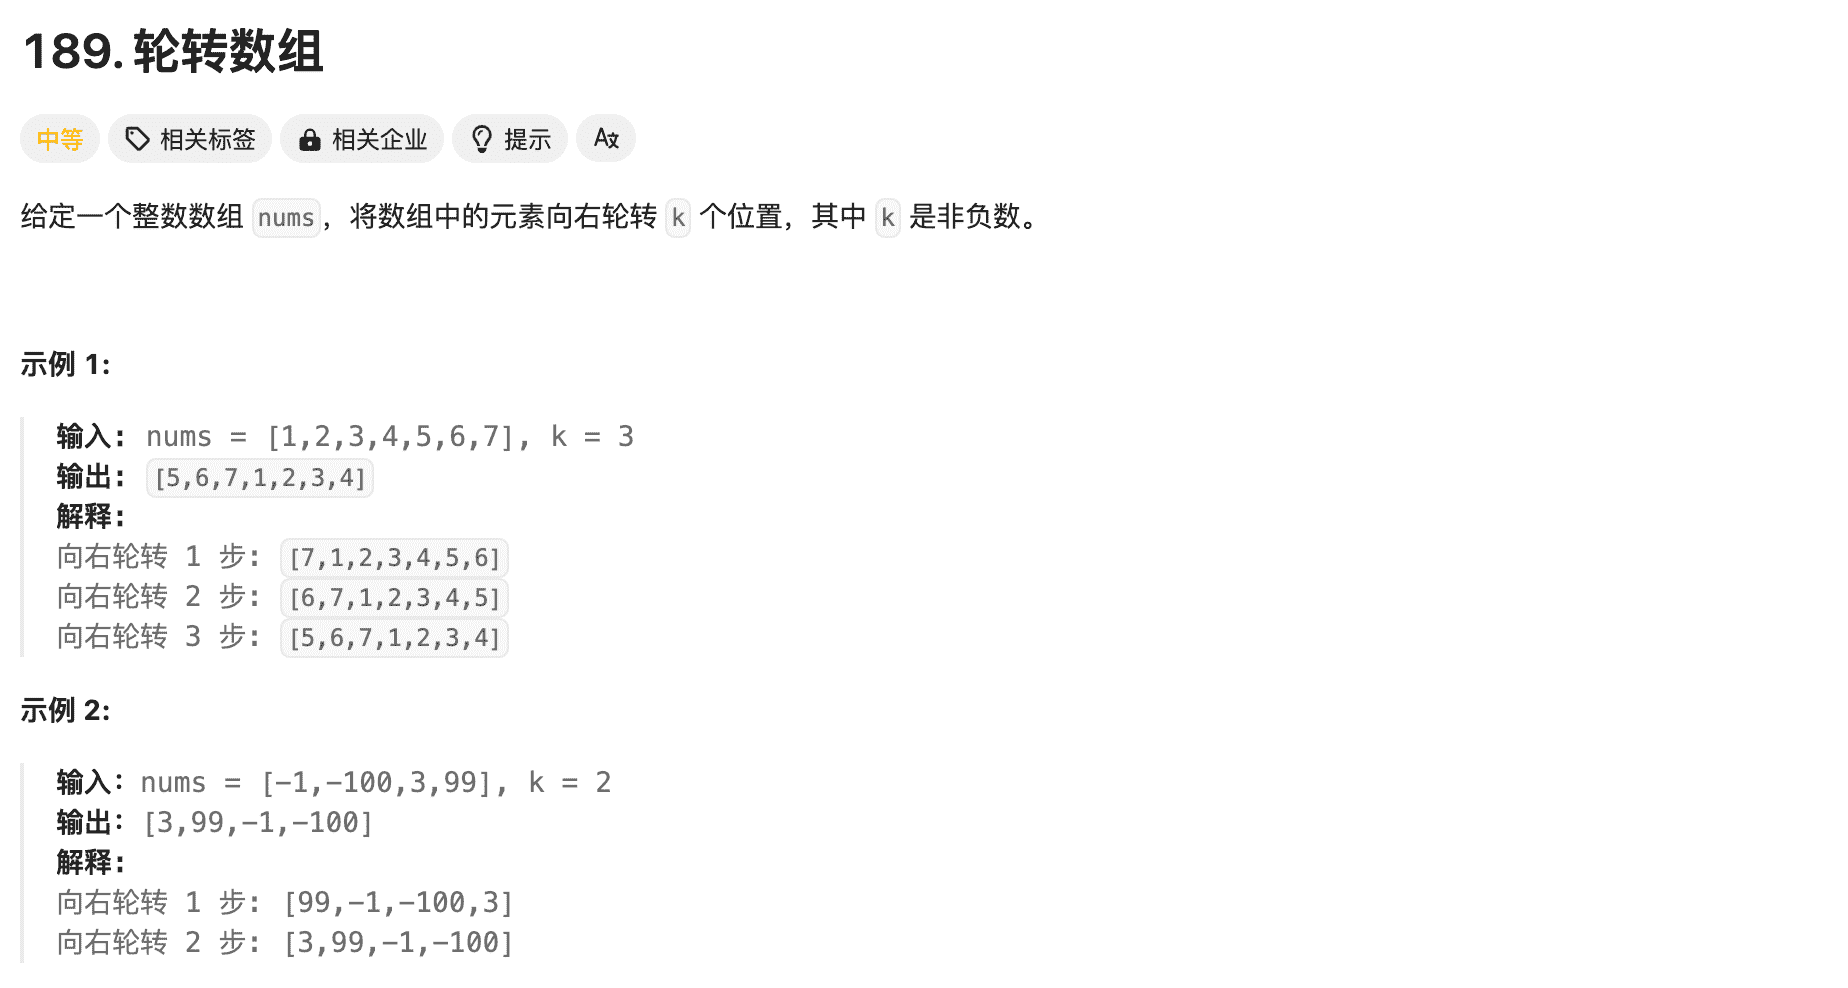 189. 轮转数组
中等 相关标签 相关企业 提示 A文
给定一个整数数组 nums，将数组中的元素向右轮转 k 个位置，其中 k 是非负数。
示例 1:
输入: nums = [1,2,3,4,5,6,7], k = 3
输出: [5,6,7,1,2,3,4]
解释:
向右轮转 1 步: [7,1,2,3,4,5,6]
向右轮转 2 步: [6,7,1,2,3,4,5]
向右轮转 3 步: [5,6,7,1,2,3,4]
示例 2:
输入：nums = [-1,-100,3,99], k = 2
输出：[3,99,-1,-100]
解释:
向右轮转 1 步: [99,-1,-100,3]
向右轮转 2 步: [3,99,-1,-100]